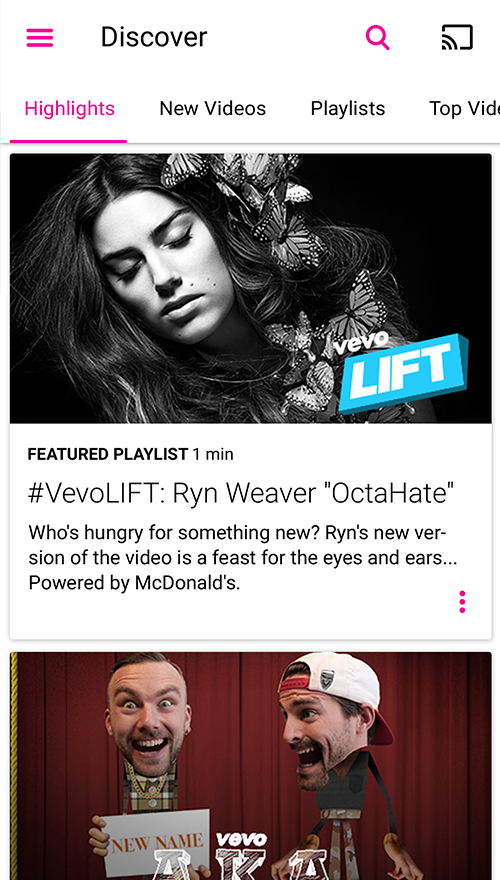 Discover
Highlights New Videos Playlists Top Vide
vevo
LIFT
FEATURED PLAYLIST 1 min
#VevoLIFT: Ryn Weaver "OctaHate"
Who's hungry for something new? Ryn's new ver-
sion of the video is a feast for the eyes and ears...
Powered by McDonald's.
NEW NAME
vevo
AKA